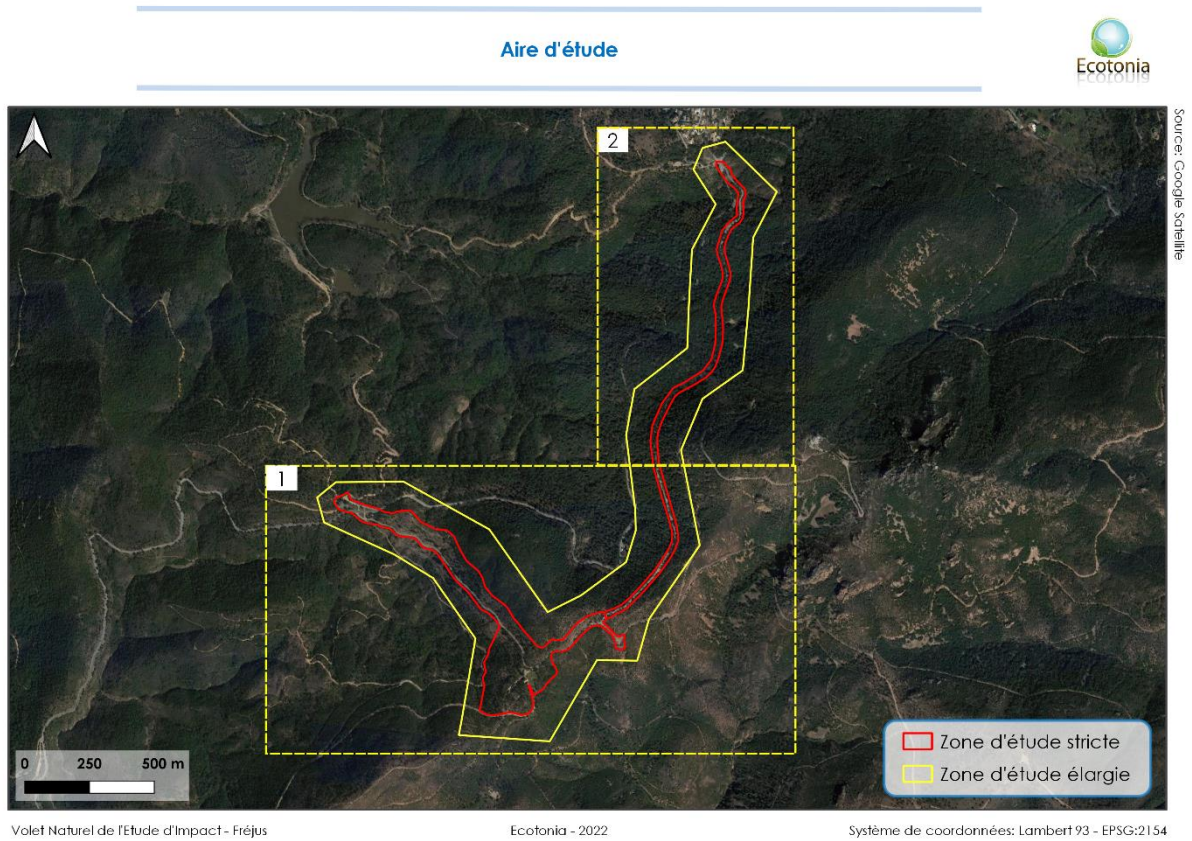 Aire d'étude
Ecotonia
Source: Google Satellite
2
1
0 250 500 m
Zone d'étude stricte
Zone d'étude élargie
Volet Naturel de l'Etude d'Impact - Fréjus
Ecotonia - 2022
Système de coordonnées: Lambert 93 - EPSG:2154